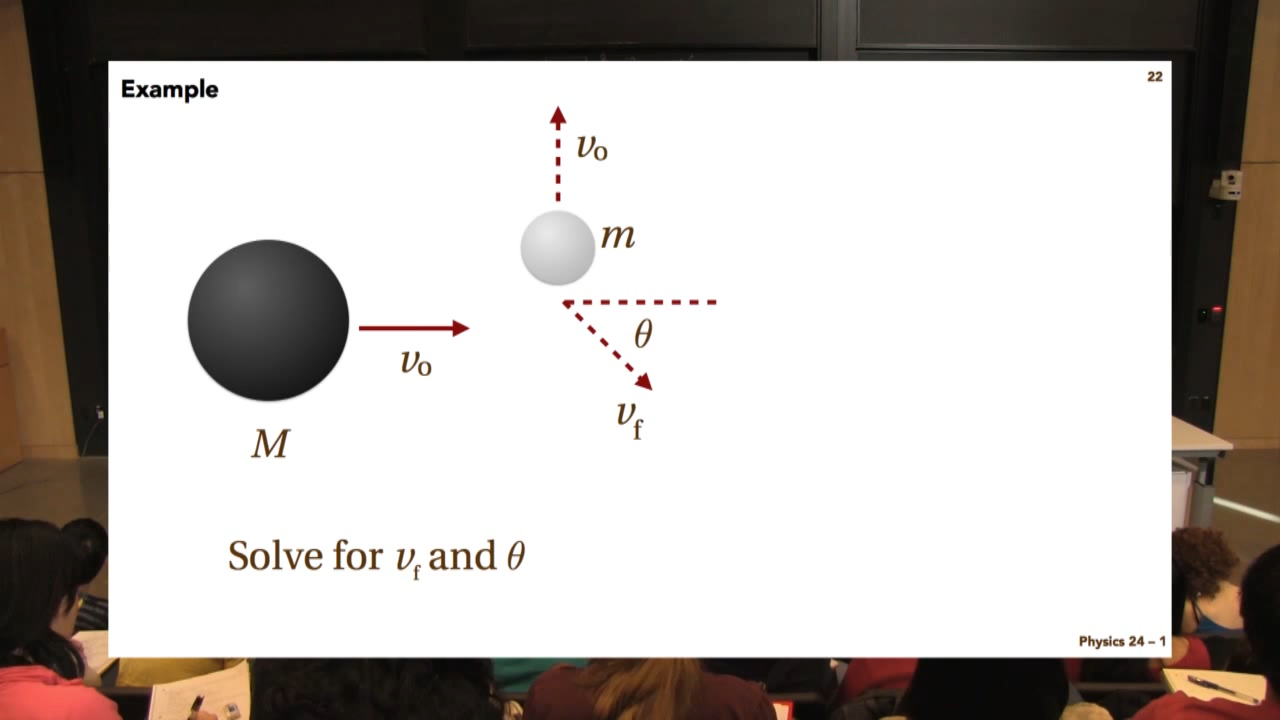 Example
22
v₀
m
θ
v₀
v_f
M
Solve for v_f and θ
Physics 24 – 1